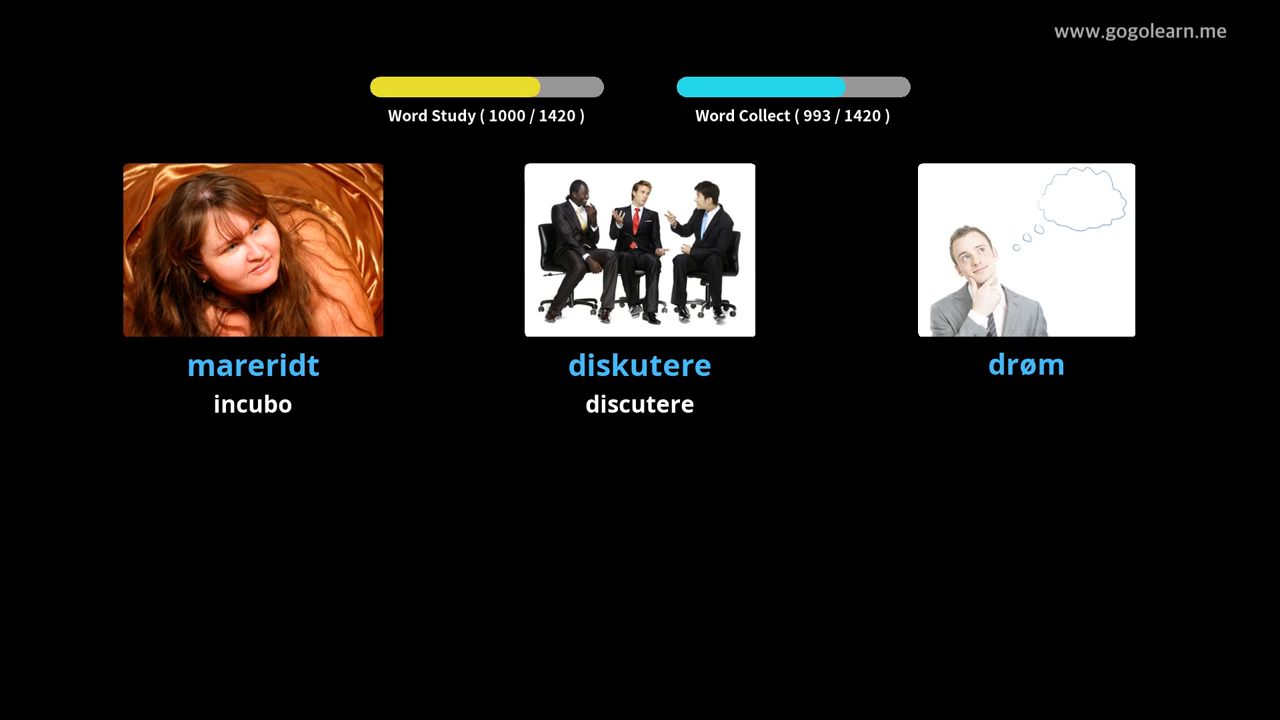 www.gogolearn.me
Word Study ( 1000 / 1420 )
Word Collect ( 993 / 1420 )
mareridt
incubo
diskutere
discutere
drøm